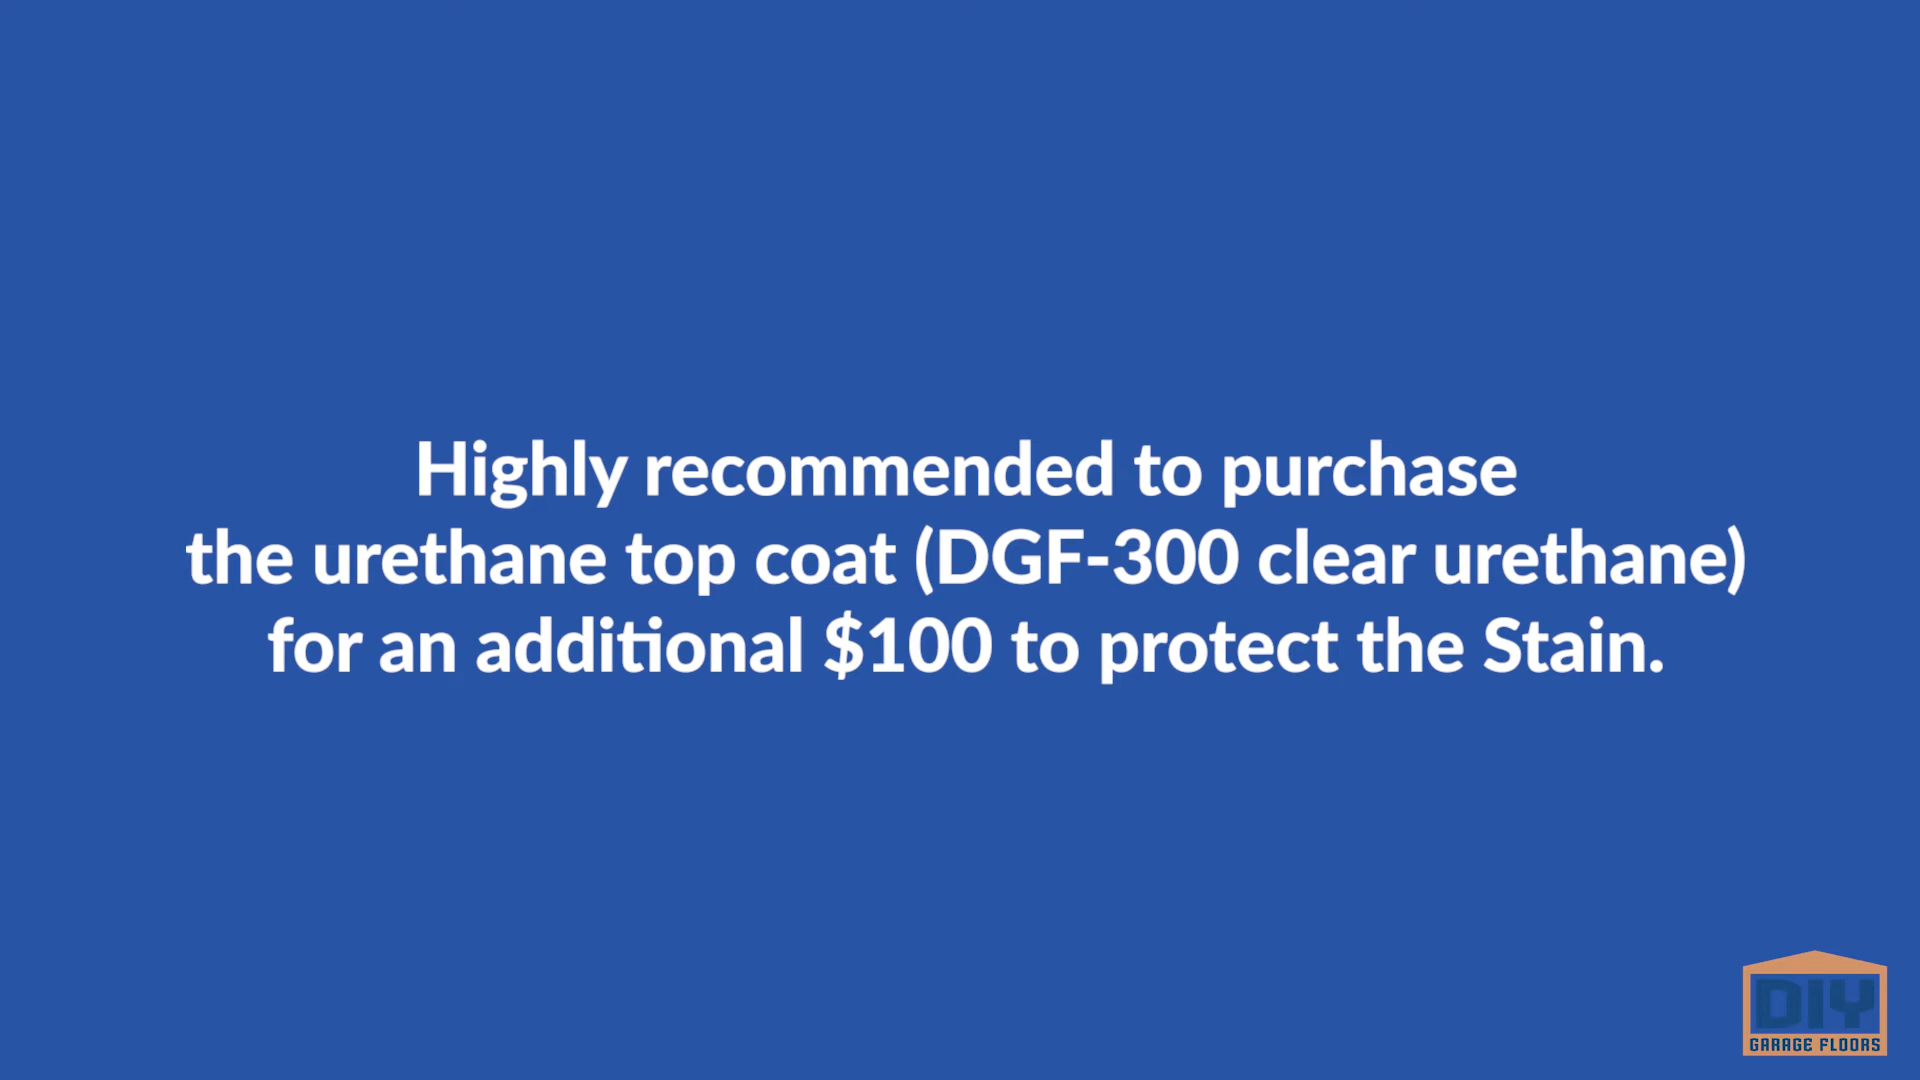 Highly recommended to purchase
the urethane top coat (DGF-300 clear urethane)
for an additional $100 to protect the Stain.
DIY
GARAGE FLOORS